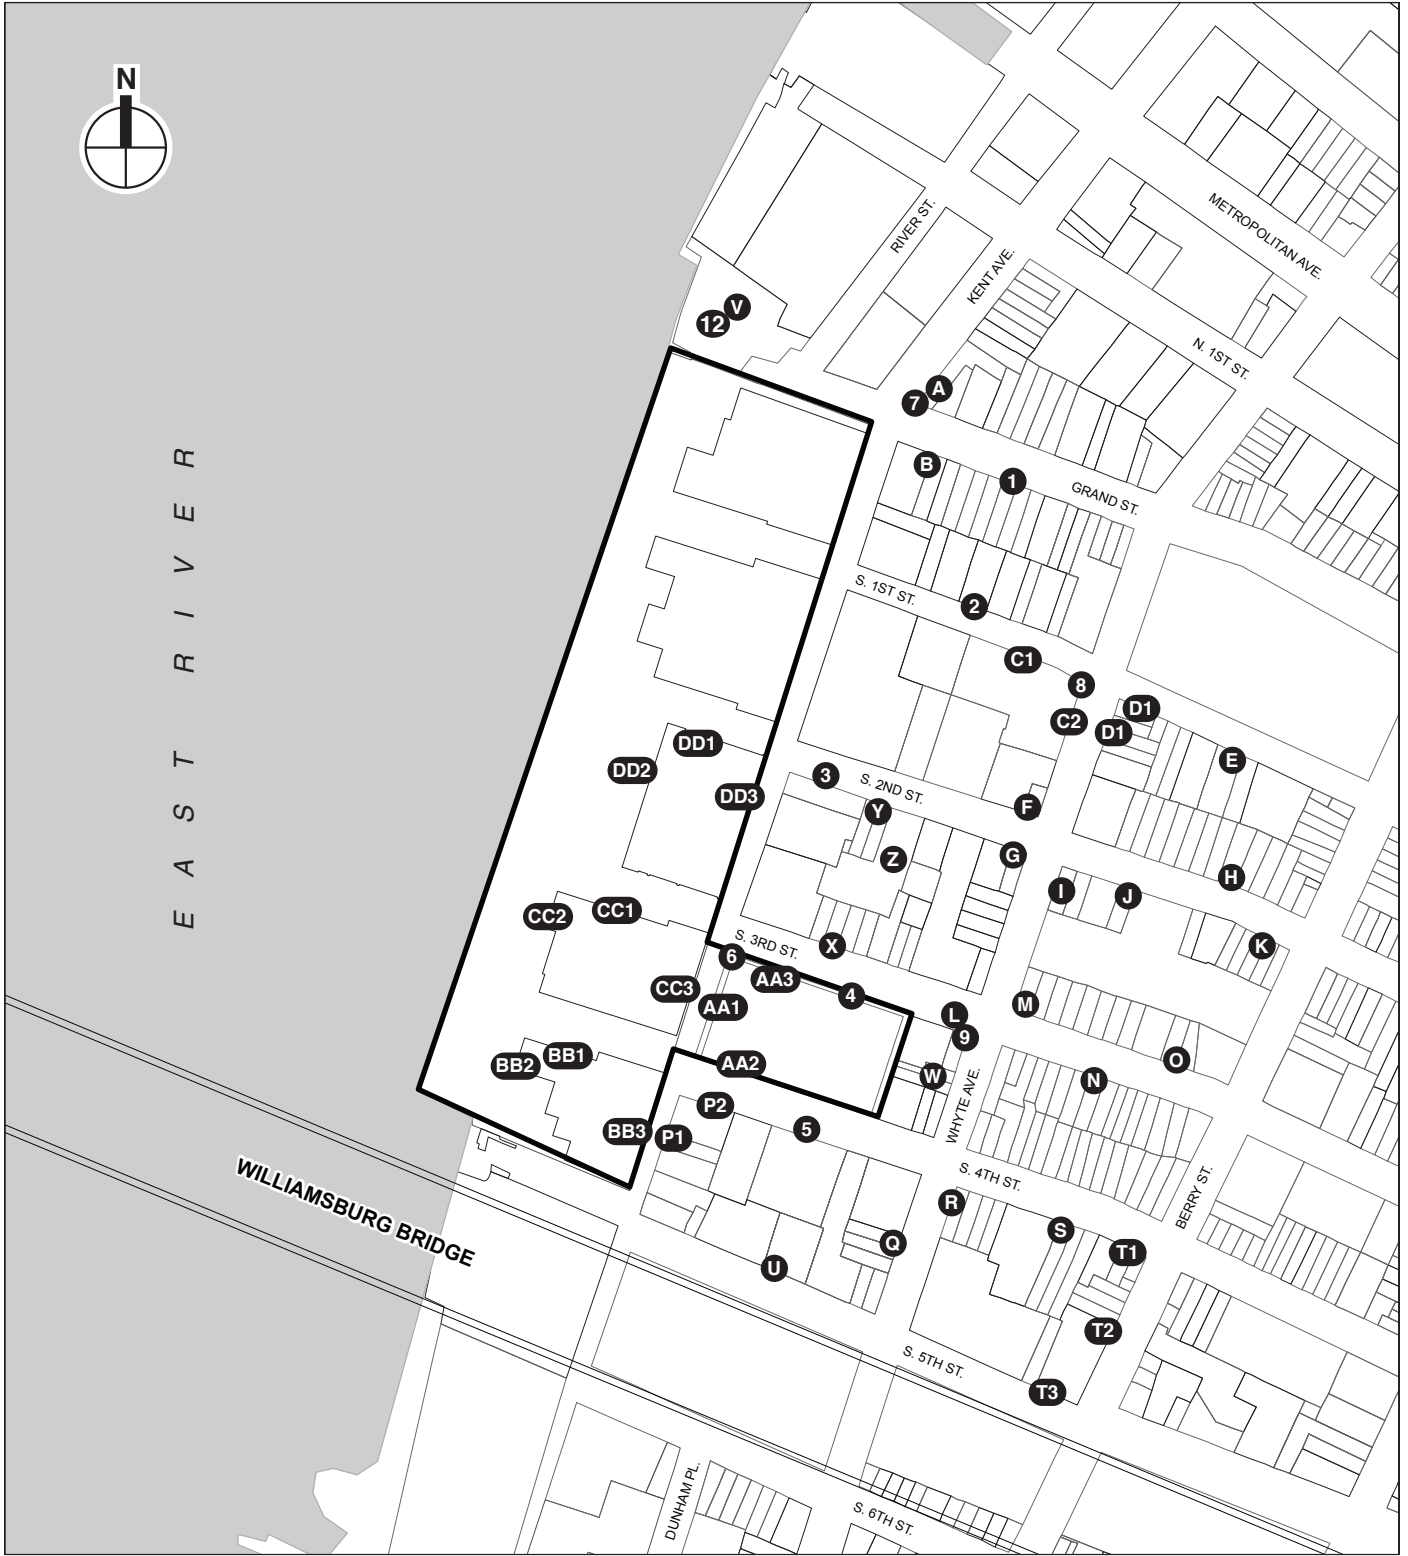 N
METROPOLITAN AVE.
RIVER ST.
KENT AVE.
V
12
N. 1ST ST.
A
7
EAST RIVER
B
1
GRAND ST.
S. 1ST ST.
2
C1
8
D1
C2
D1
DD1
E
DD2
3
S. 2ND ST.
DD3
F
Y
G
Z
H
I
J
CC1
CC2
S. 3RD ST.
X
K
6
AA3
CC3
4
AA1
M
L
9
BB1
BB2
AA2
O
W
N
WHYTE AVE.
P2
5
BB3
P1
WILLIAMSBURG BRIDGE
S. 4TH ST.
BERRY ST.
R
S
Q
T1
U
T2
S. 5TH ST.
T3
DUNHAM PL.
S. 6TH ST.